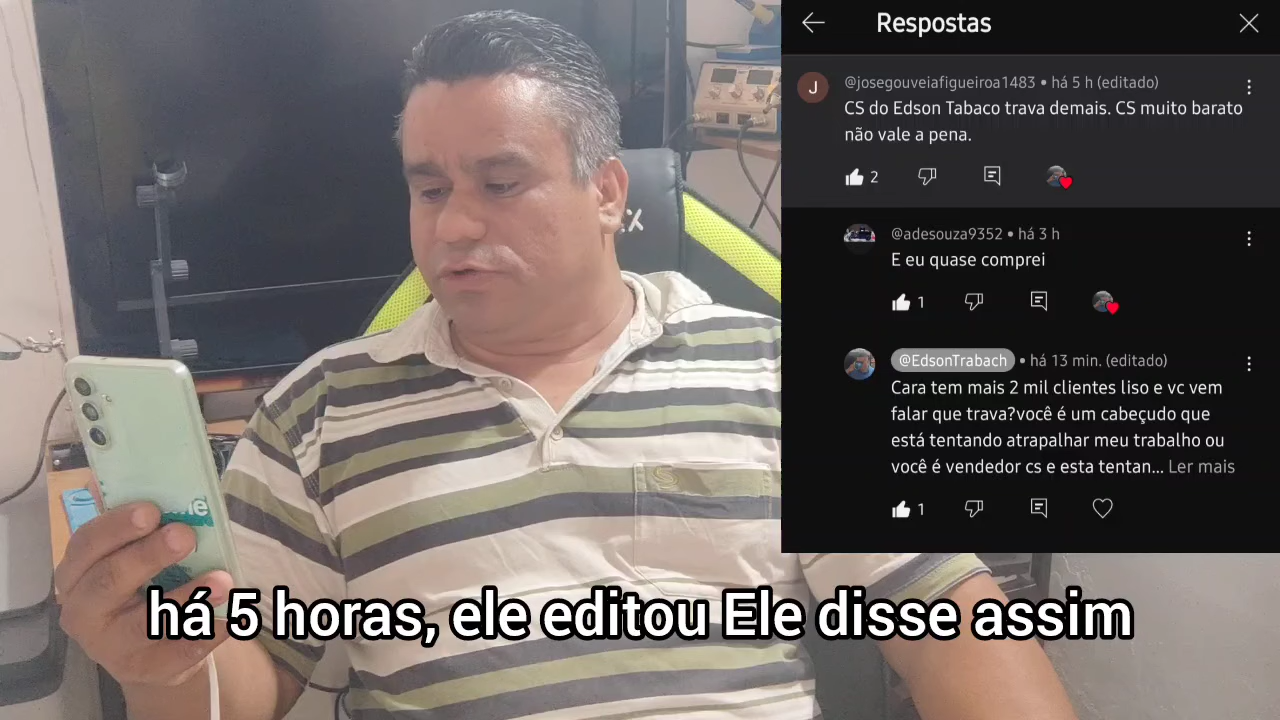 Respostas
J
@josegouveiafigueiroa1483 • há 5 h (editado)
CS do Edson Tabaco trava demais. CS muito barato
não vale a pena.
2
@adesouza9352 • há 3 h
E eu quase comprei
1
@EdsonTrabach • há 13 min. (editado)
Cara tem mais 2 mil clientes liso e vc vem
falar que trava?você é um cabeçudo que
está tentando atrapalhar meu trabalho ou
você é vendedor cs e esta tentan... Ler mais
1
há 5 horas, ele editou Ele disse assim